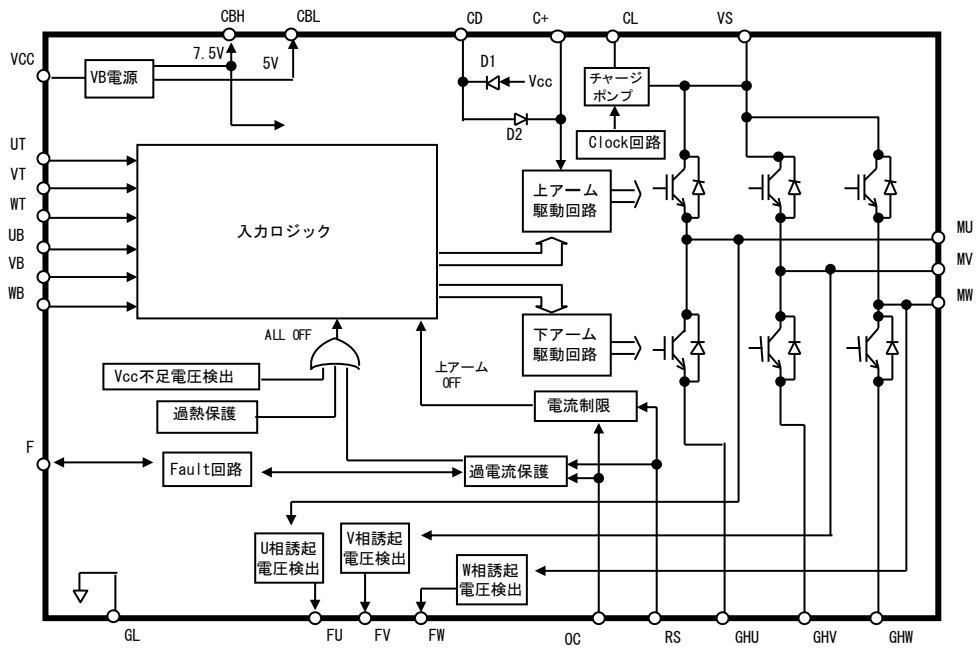 CBH
CBL
CD
C+
CL
VS
VCC
7.5V
5V
VB電源
D1
Vcc
D2
チャージ
ポンプ
Clock回路
UT
VT
WT
UB
VB
WB
入力ロジック
上アーム
駆動回路
MU
MV
MW
下アーム
駆動回路
ALL OFF
上アーム
OFF
Vcc不足電圧検出
過熱保護
電流制限
F
Fault回路
過電流保護
U相誘起
電圧検出
V相誘起
電圧検出
W相誘起
電圧検出
GL
FU
FV
FW
OC
RS
GHU
GHV
GHW